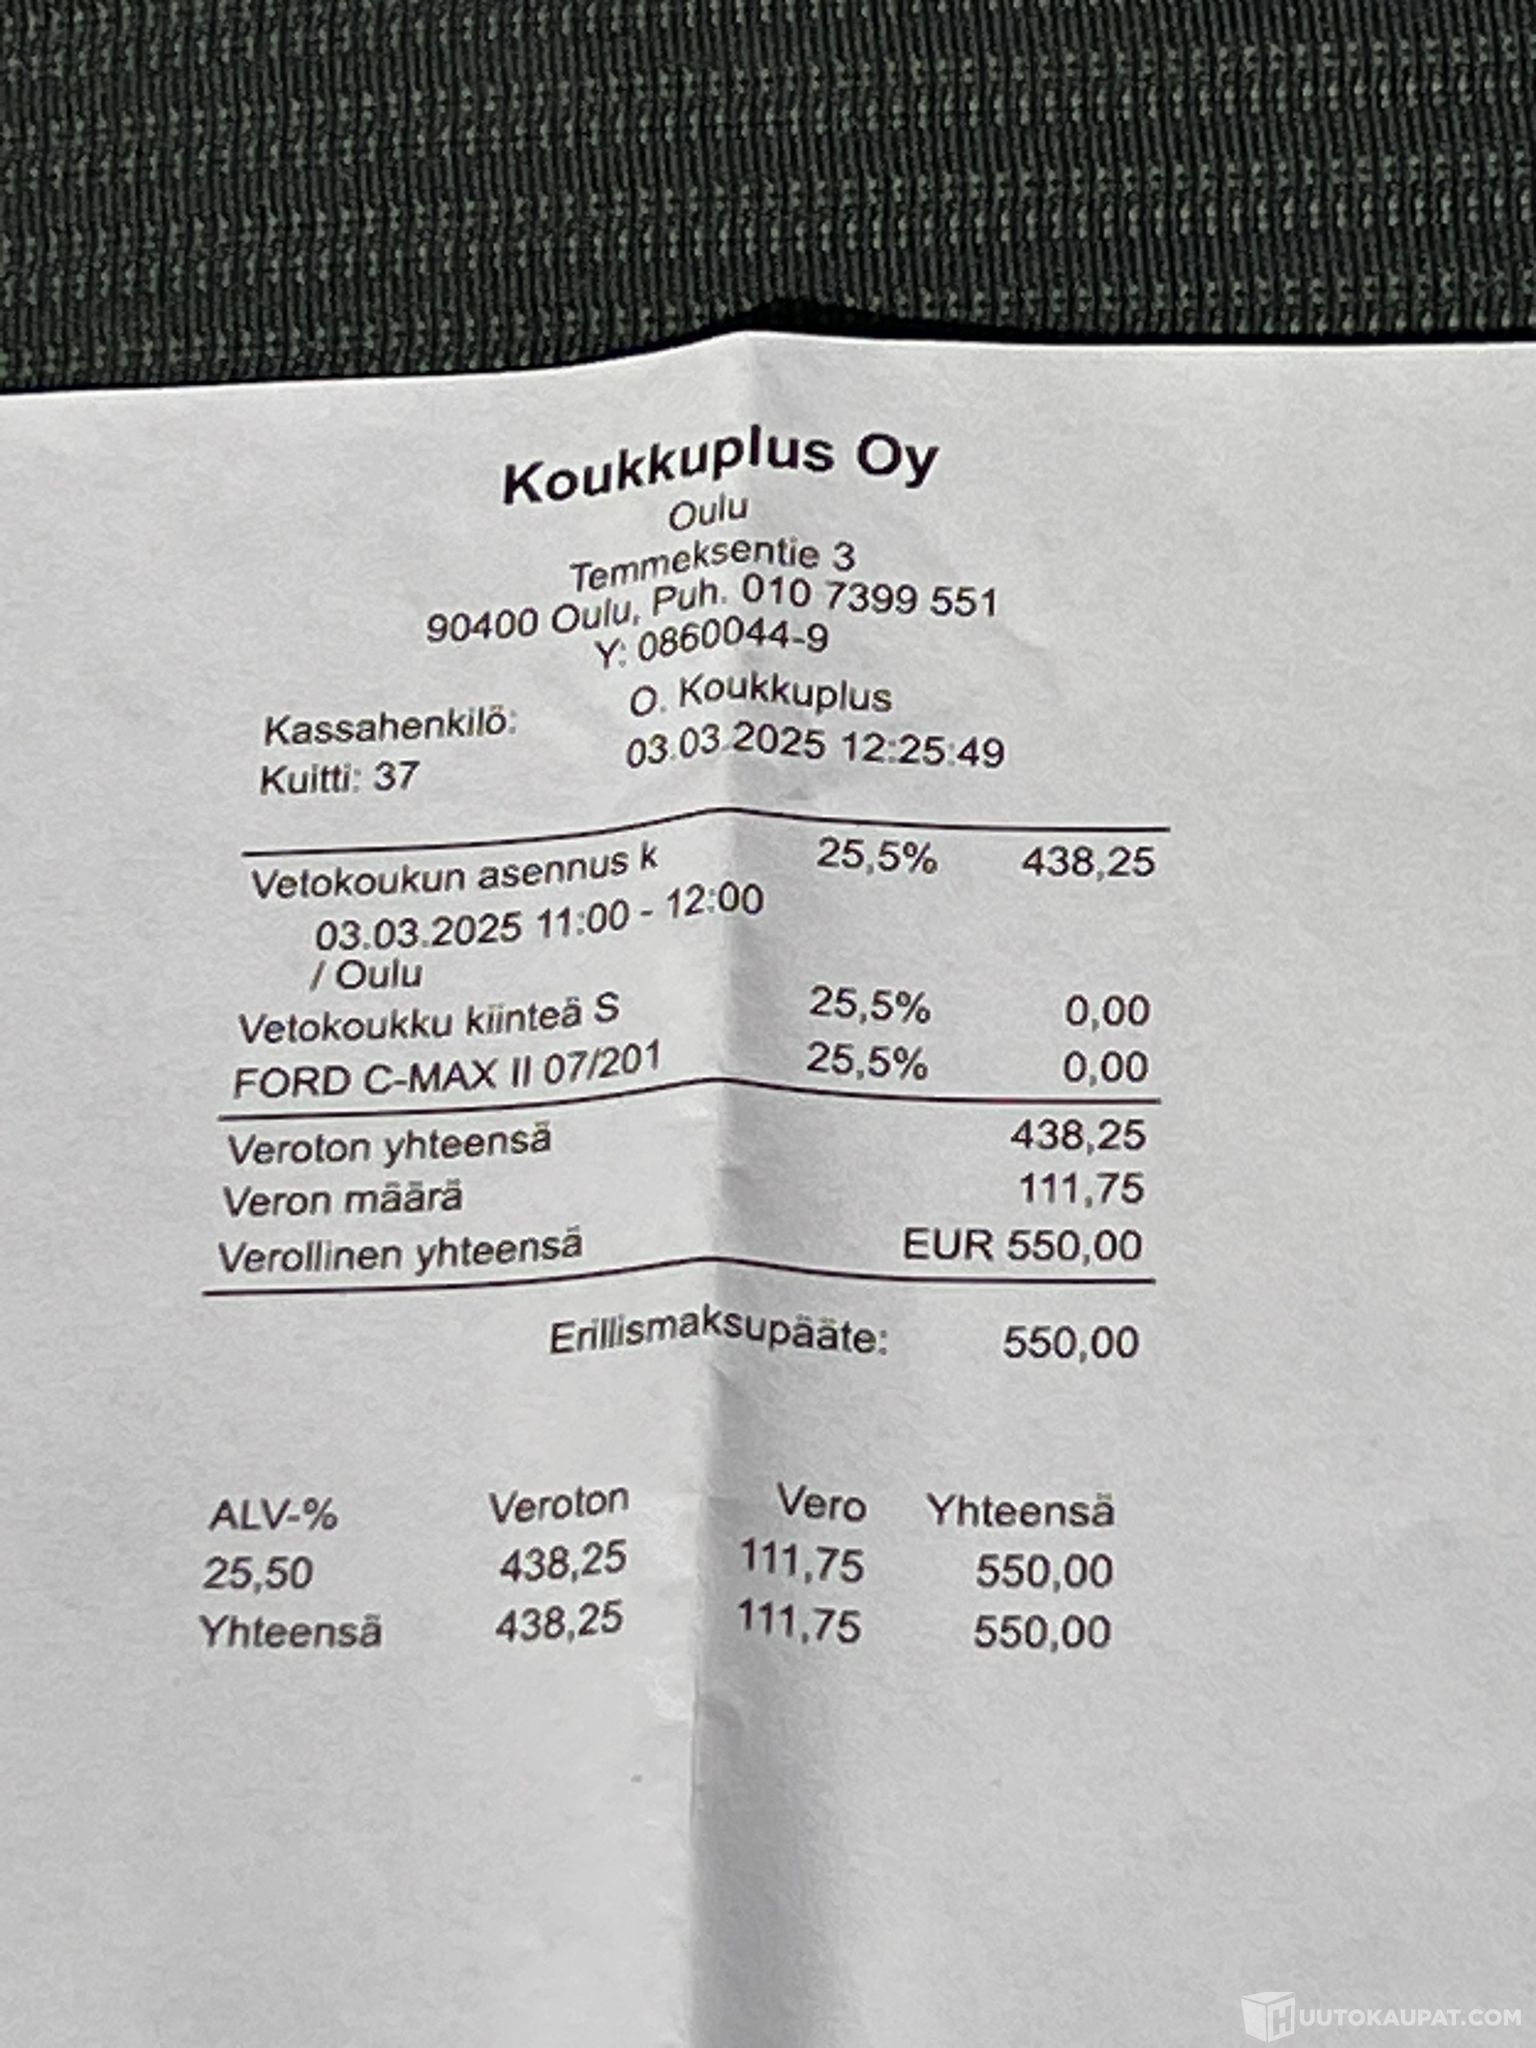 Koukkuplus Oy
Oulu
Temmeksentie 3
90400 Oulu, Puh. 010 7399 551
Y: 0860044-9
Kassahenkilö: O. Koukkuplus
Kuitti: 37 03.03.2025 12:25:49
Vetokoukun asennus k 25,5% 438,25
03.03.2025 11:00 - 12:00
/ Oulu
Vetokoukku kiinteä S 25,5% 0,00
FORD C-MAX II 07/201 25,5% 0,00
Veroton yhteensä 438,25
Veron määrä 111,75
Verollinen yhteensä EUR 550,00
Erillismaksupääte: 550,00
ALV-% Veroton Vero Yhteensä
25,50 438,25 111,75 550,00
Yhteensä 438,25 111,75 550,00
HUUTOKAUPAT.COM